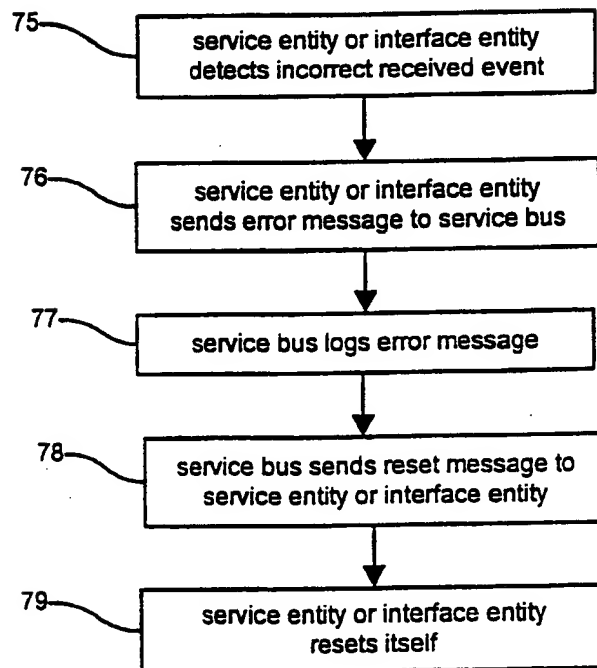 75
service entity or interface entity
detects incorrect received event
76
service entity or interface entity
sends error message to service bus
77
service bus logs error message
78
service bus sends reset message to
service entity or interface entity
79
service entity or interface entity
resets itself